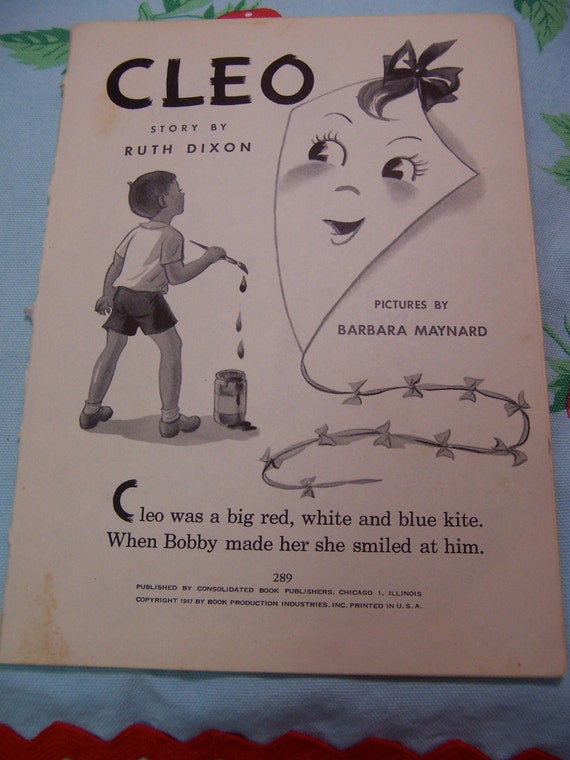 CLEO
STORY BY
RUTH DIXON
PICTURES BY
BARBARA MAYNARD
Cleo was a big red, white and blue kite.
When Bobby made her she smiled at him.
289
PUBLISHED BY CONSOLIDATED BOOK PUBLISHERS, CHICAGO 1, ILLINOIS
COPYRIGHT 1947 BY BOOK PRODUCTION INDUSTRIES, INC. PRINTED IN U. S. A.